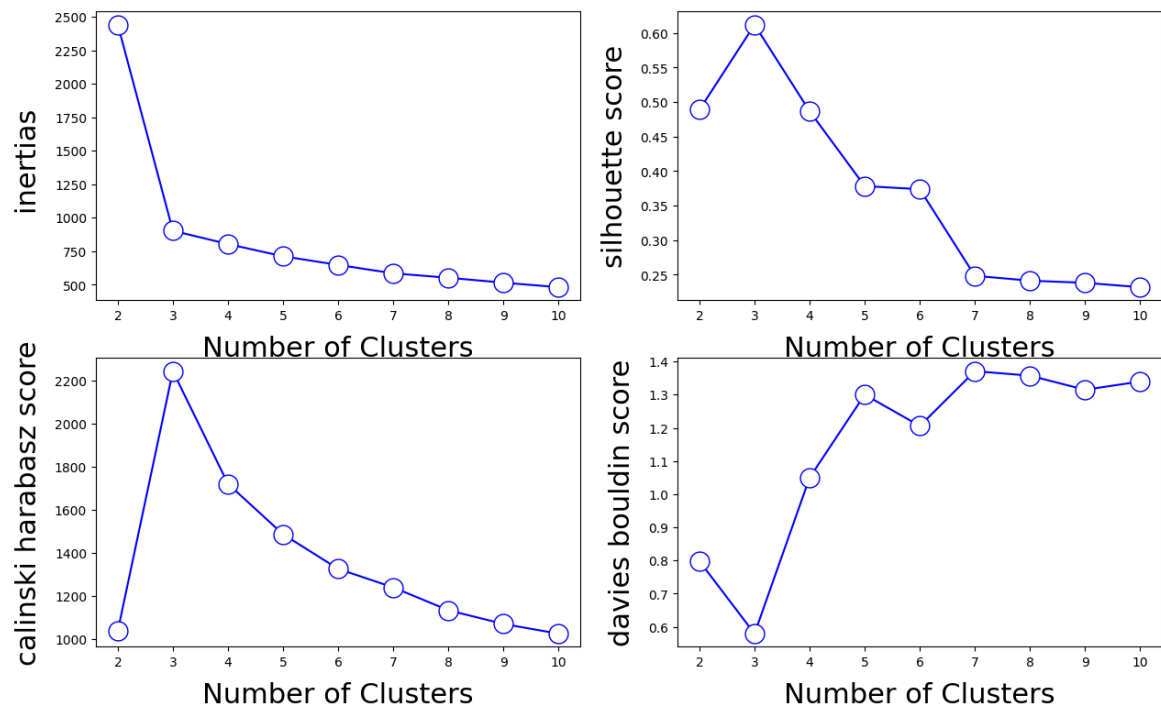 inertias
2500
2250
2000
1750
1500
1250
1000
750
500
2 3 4 5 6 7 8 9 10
Number of Clusters
silhouette score
0.60
0.55
0.50
0.45
0.40
0.35
0.30
0.25
2 3 4 5 6 7 8 9 10
Number of Clusters
calinski harabasz score
2200
2000
1800
1600
1400
1200
1000
2 3 4 5 6 7 8 9 10
Number of Clusters
davies bouldin score
1.4
1.3
1.2
1.1
1.0
0.9
0.8
0.7
0.6
2 3 4 5 6 7 8 9 10
Number of Clusters